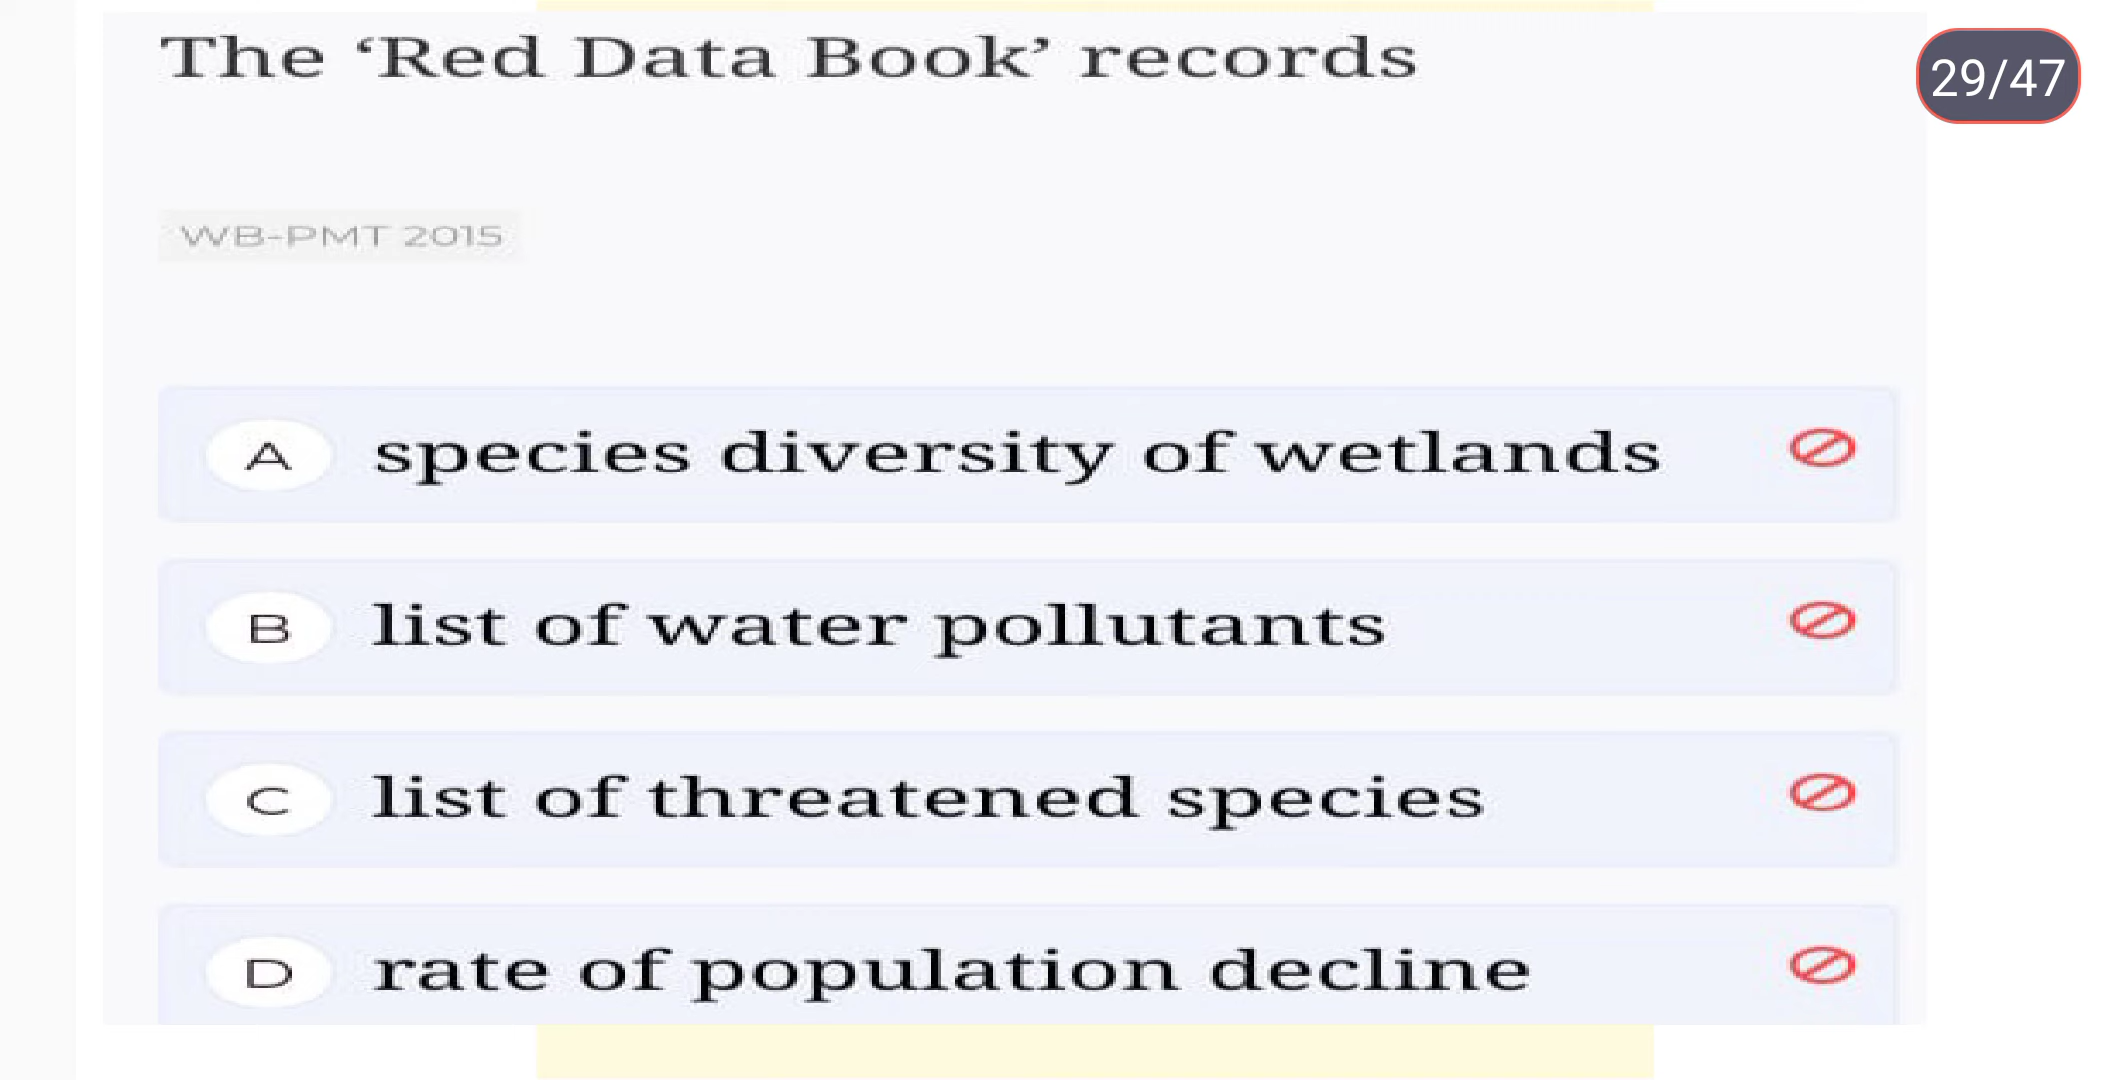 The ‘Red Data Book’ records
29/47
WB-PMT 2015
A species diversity of wetlands
B list of water pollutants
C list of threatened species
D rate of population decline